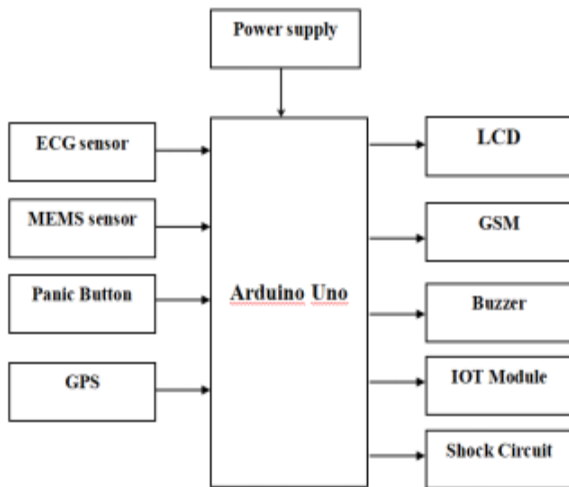 Power supply
ECG sensor
MEMS sensor
Panic Button
GPS
Arduino Uno
LCD
GSM
Buzzer
IOT Module
Shock Circuit